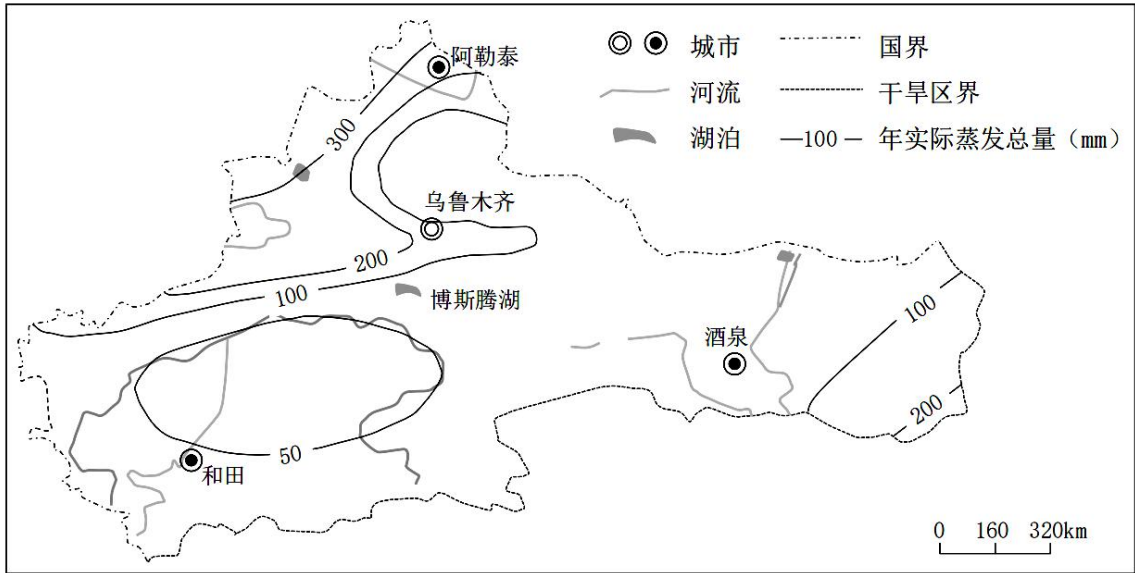 阿勒泰
城市
国界
河流
干旱区界
湖泊
—100— 年实际蒸发总量（mm）
300
乌鲁木齐
200
100
博斯腾湖
100
酒泉
200
50
和田
0 160 320km